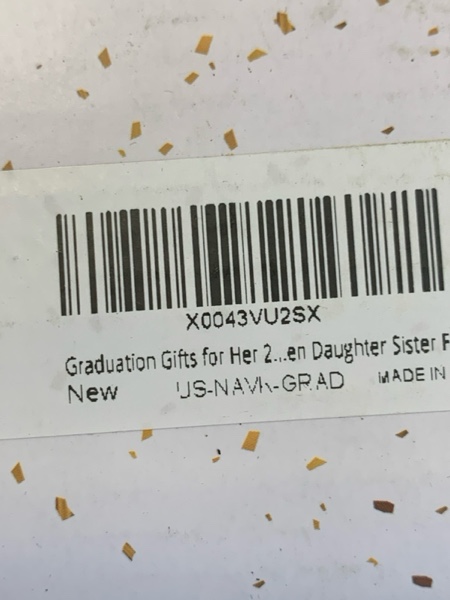 X0043VU2SX
Graduation Gifts for Her 2...en Daughter Sister F
New US-NAVK-GRAD MADE IN